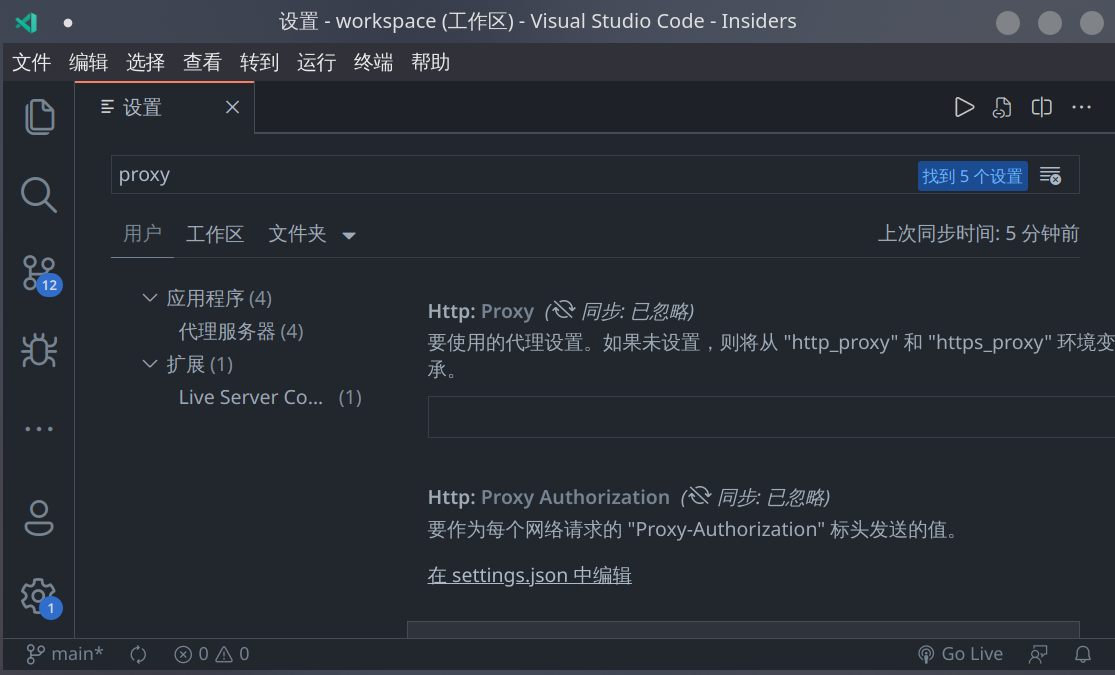 设置 - workspace (工作区) - Visual Studio Code - Insiders
文件 编辑 选择 查看 转到 运行 终端 帮助
设置
proxy 找到 5 个设置
用户 工作区 文件夹 上次同步时间: 5 分钟前
应用程序 (4)
代理服务器 (4)
扩展 (1)
Live Server Co... (1)
Http: Proxy ( 同步: 已忽略)
要使用的代理设置。如果未设置，则将从 "http_proxy" 和 "https_proxy" 环境变
承。
Http: Proxy Authorization ( 同步: 已忽略)
要作为每个网络请求的 "Proxy-Authorization" 标头发送的值。
在 settings.json 中编辑
12
1
main* 0 0 Go Live